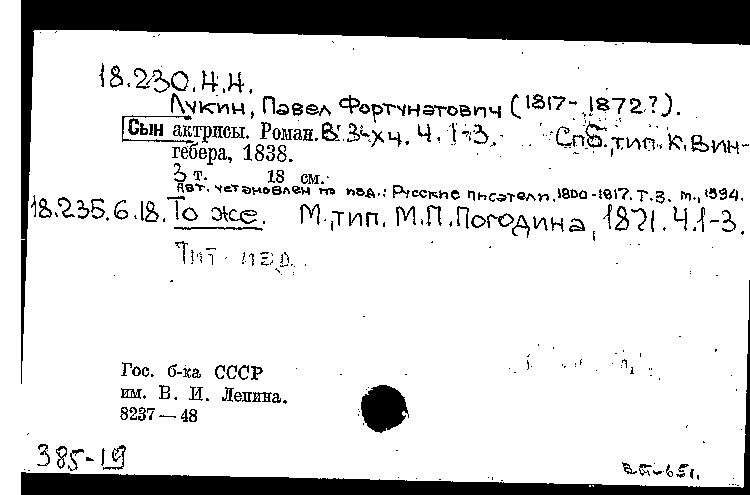 18.230.4.4.
Лукин, Павел Фортунатович (1817-1872?).
Сын актрисы. Роман. В 3-х ч. Ч. 1-3. Спб., тип. К. Вин-
гебера, 1838.
3 т. 18 см.
Авт. установлен по изд.: Русские писатели. 1800-1917. Т. 3. М., 1994.
18.235.6.18. То же. М., тип. М.П. Погодина, 1871. Ч.1-3.
Тит. изд.
Гос. б-ка СССР
им. В. И. Ленина.
8237—48
385-19